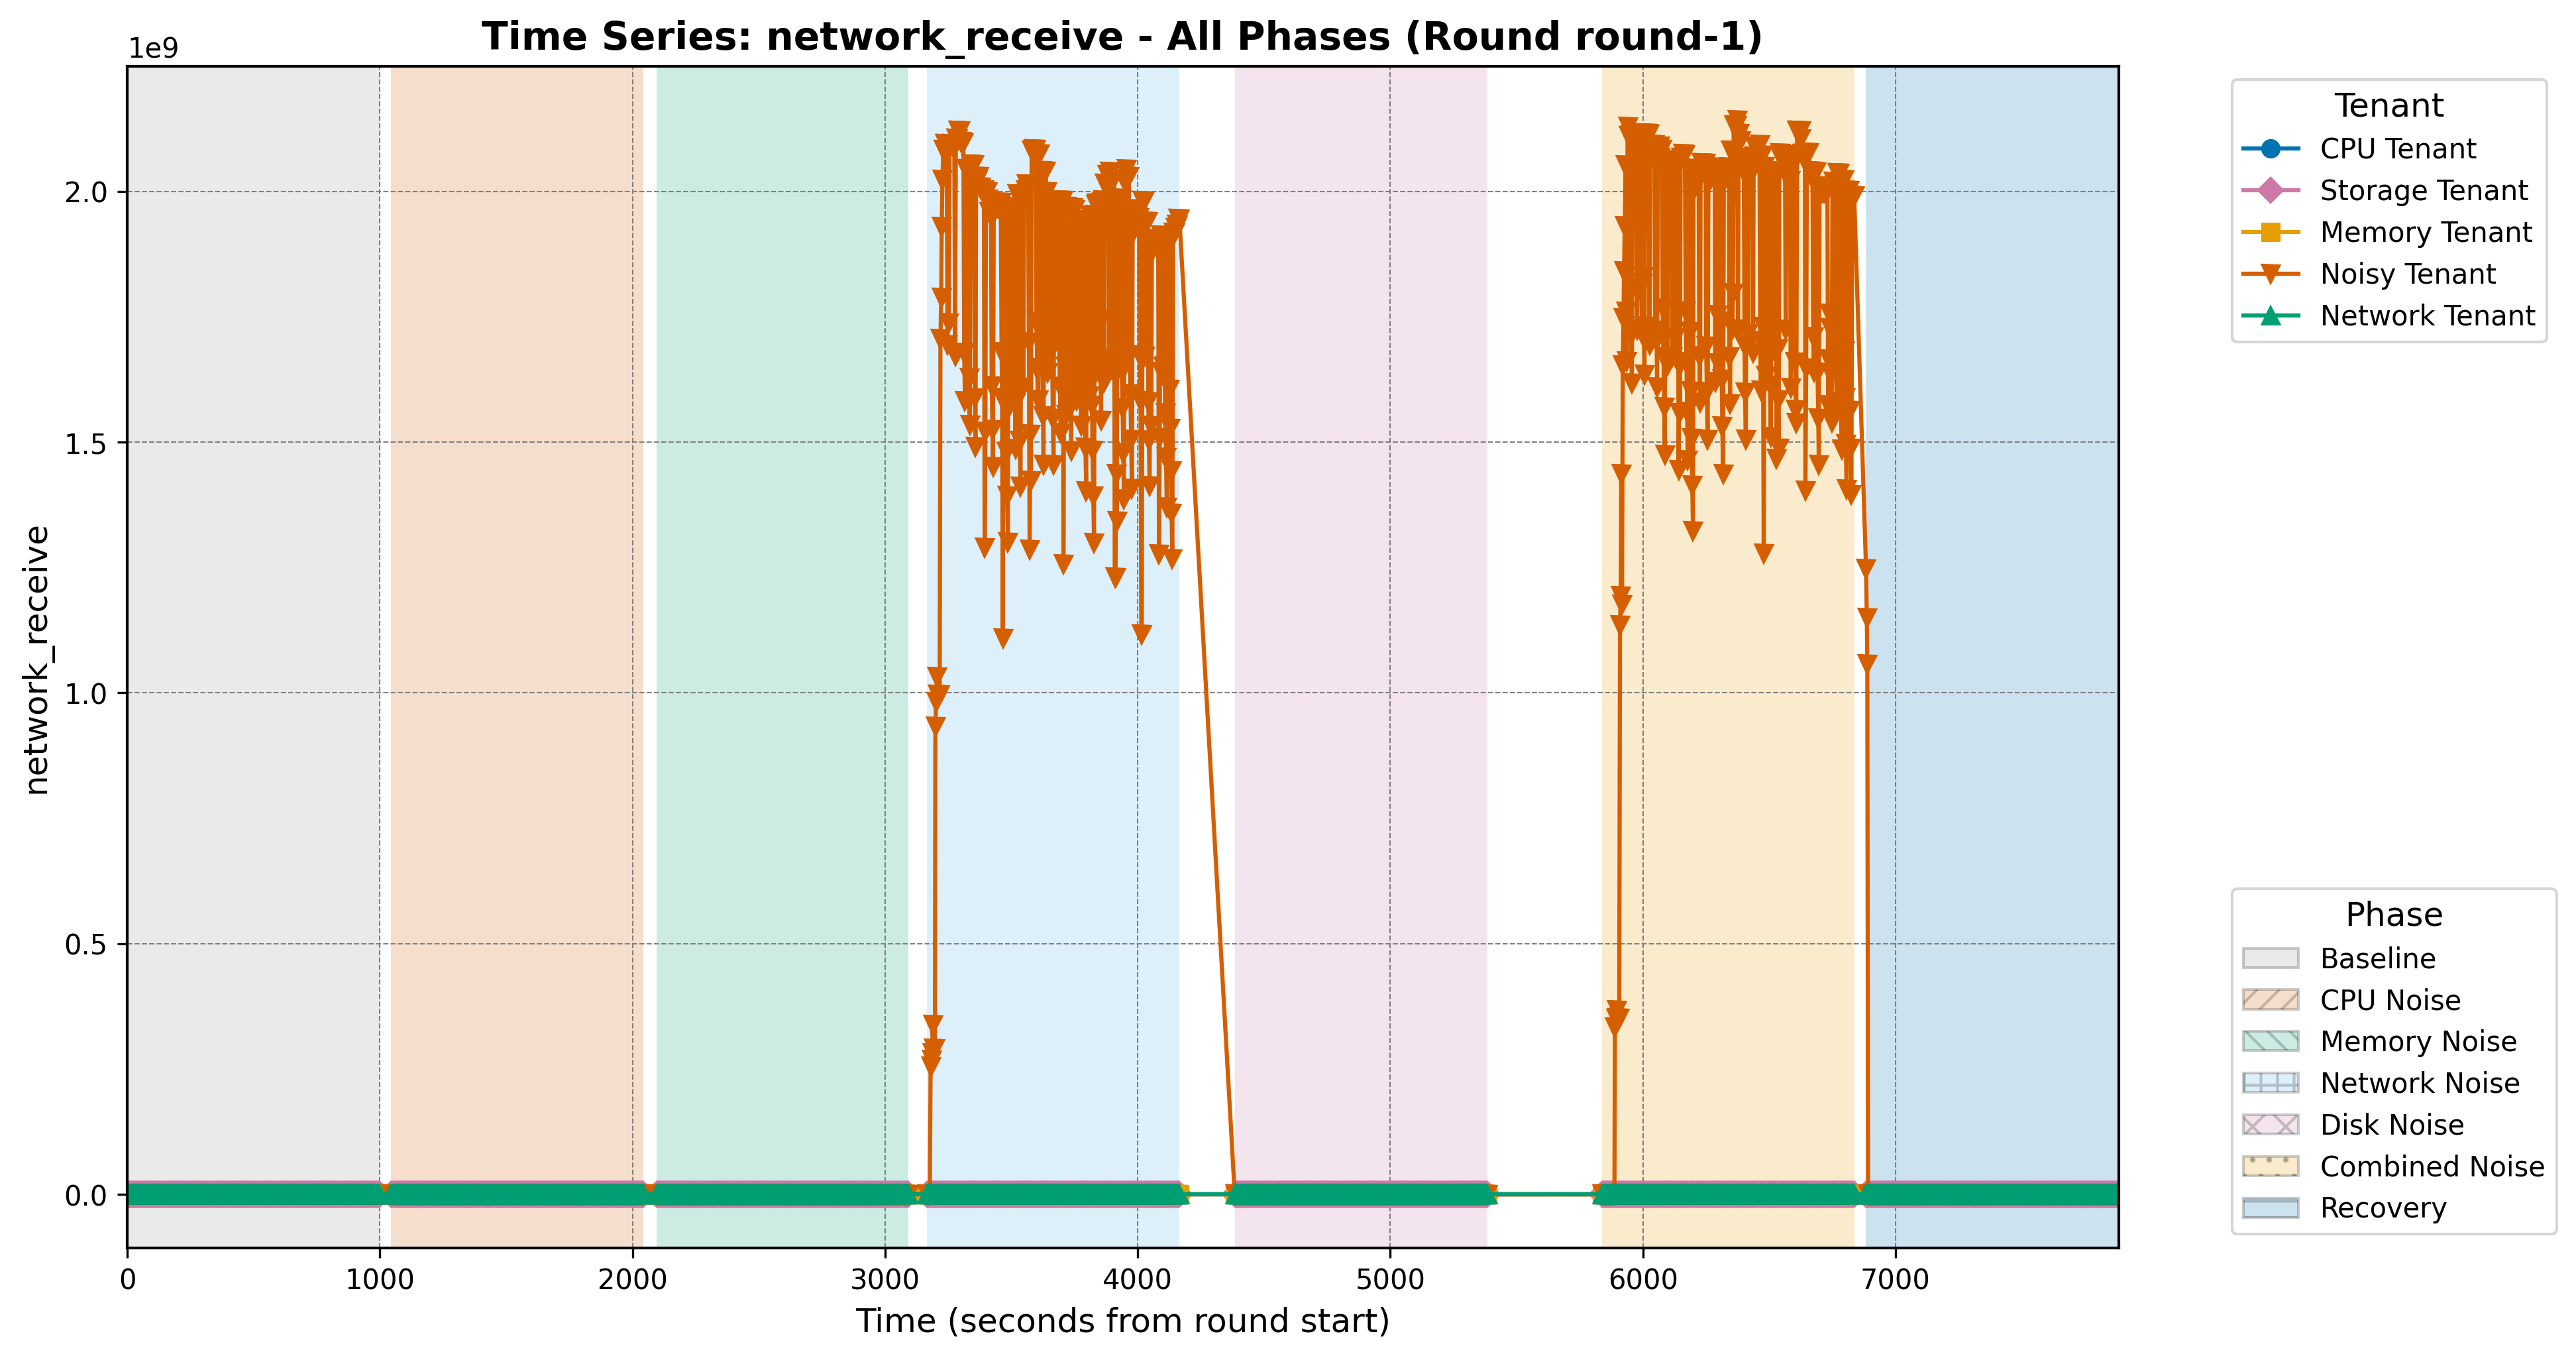 Time Series: network_receive - All Phases (Round round-1)
1e9
network_receive
2.0
1.5
1.0
0.5
0.0
0 1000 2000 3000 4000 5000 6000 7000
Time (seconds from round start)
Tenant
CPU Tenant
Storage Tenant
Memory Tenant
Noisy Tenant
Network Tenant
Phase
Baseline
CPU Noise
Memory Noise
Network Noise
Disk Noise
Combined Noise
Recovery